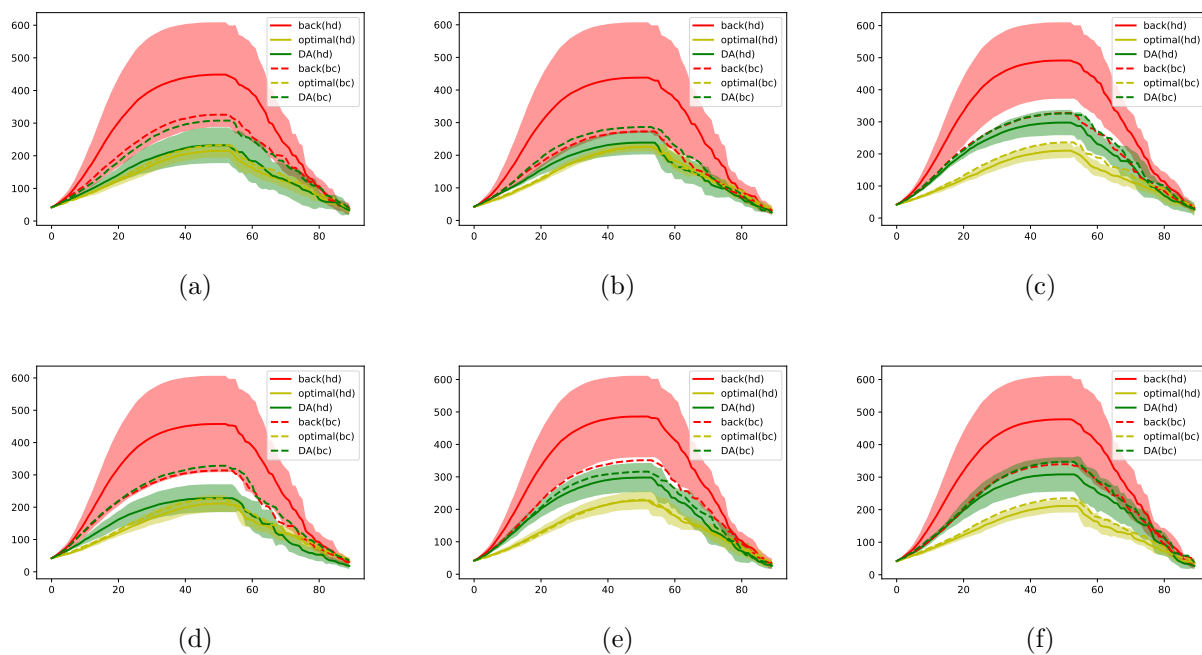 600
500
400
300
200
100
0
0 20 40 60 80
back(hd)
optimal(hd)
DA(hd)
back(bc)
optimal(bc)
DA(bc)
(a)
600
500
400
300
200
100
0
0 20 40 60 80
back(hd)
optimal(hd)
DA(hd)
back(bc)
optimal(bc)
DA(bc)
(b)
600
500
400
300
200
100
0
0 20 40 60 80
back(hd)
optimal(hd)
DA(hd)
back(bc)
optimal(bc)
DA(bc)
(c)
600
500
400
300
200
100
0
0 20 40 60 80
back(hd)
optimal(hd)
DA(hd)
back(bc)
optimal(bc)
DA(bc)
(d)
600
500
400
300
200
100
0
0 20 40 60 80
back(hd)
optimal(hd)
DA(hd)
back(bc)
optimal(bc)
DA(bc)
(e)
600
500
400
300
200
100
0
0 20 40 60 80
back(hd)
optimal(hd)
DA(hd)
back(bc)
optimal(bc)
DA(bc)
(f)